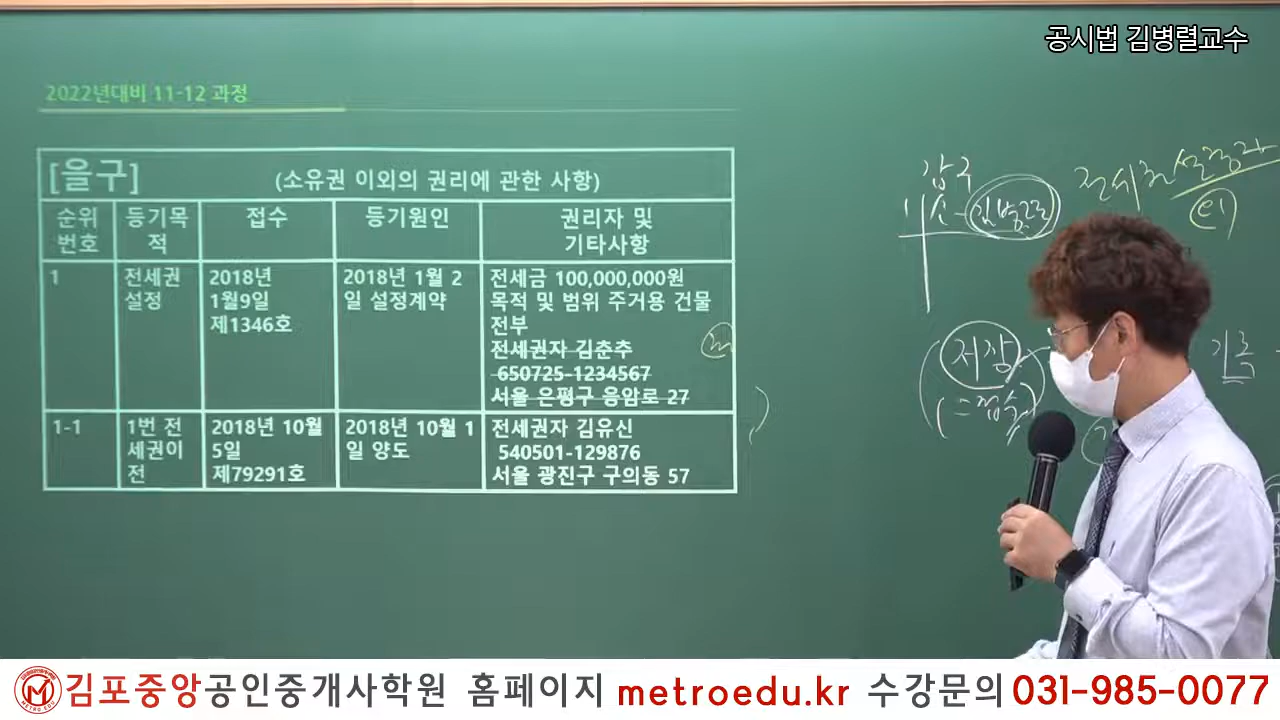 공시법 김병렬교수
2022년대비 11-12 과정
[을구] (소유권 이외의 권리에 관한 사항)
순위번호 등기목적 접수 등기원인 권리자 및 기타사항
1 전세권설정 2018년 1월9일 제1346호 2018년 1월 2일 설정계약 전세금 100,000,000원
목적 및 범위 주거용 건물 전부
전세권자 김춘추
650725-1234567
서울 은평구 응암로 27
1-1 1번 전세권이전 2018년 10월 5일 제79291호 2018년 10월 1일 양도 전세권자 김유신
540501-129876
서울 광진구 구의동 57
갑구
전세권설정자
김병렬
저장
= 접수
기록
METRO EDU
김포중앙공인중개사학원 홈페이지 metroedu.kr 수강문의 031-985-0077